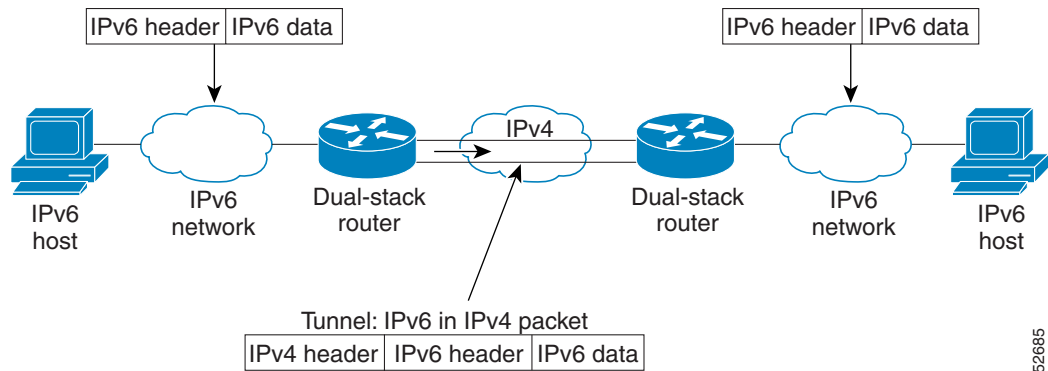 IPv6 header IPv6 data
IPv6 header IPv6 data
IPv4
IPv6
host
IPv6
network
Dual-stack
router
Dual-stack
router
IPv6
network
IPv6
host
Tunnel: IPv6 in IPv4 packet
IPv4 header IPv6 header IPv6 data
52685